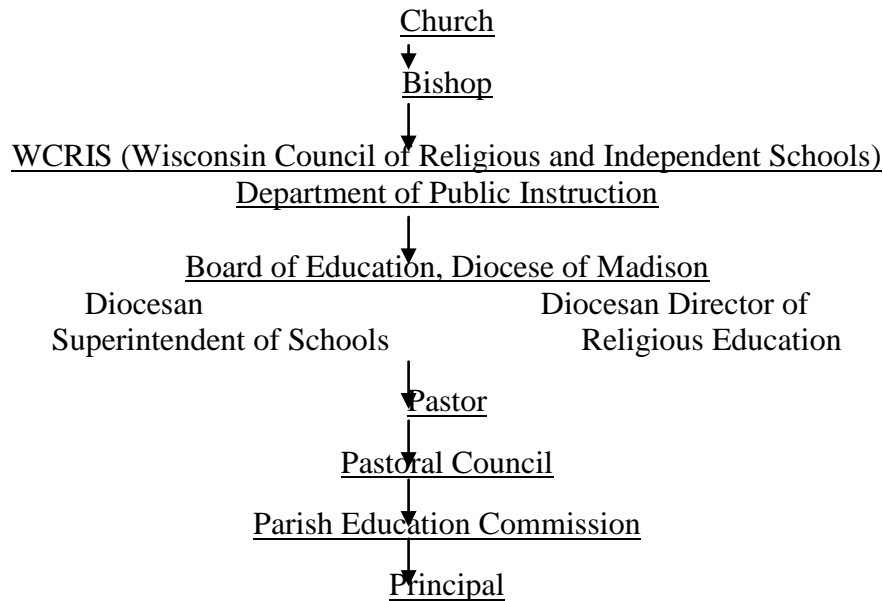 Church
Bishop
WCRIS (Wisconsin Council of Religious and Independent Schools)
Department of Public Instruction
Board of Education, Diocese of Madison
Diocesan Diocesan Director of
Superintendent of Schools Religious Education
Pastor
Pastoral Council
Parish Education Commission
Principal